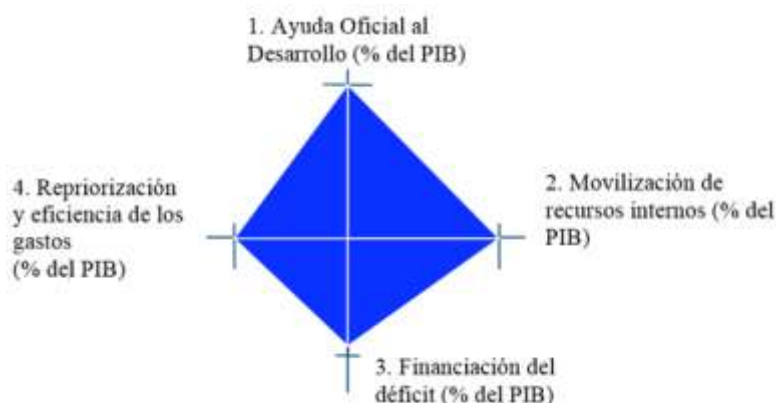 1. Ayuda Oficial al
Desarrollo (% del PIB)
2. Movilización de
recursos internos (% del
PIB)
3. Financiación del
déficit (% del PIB)
4. Repriorización
y eficiencia de los
gastos
(% del PIB)